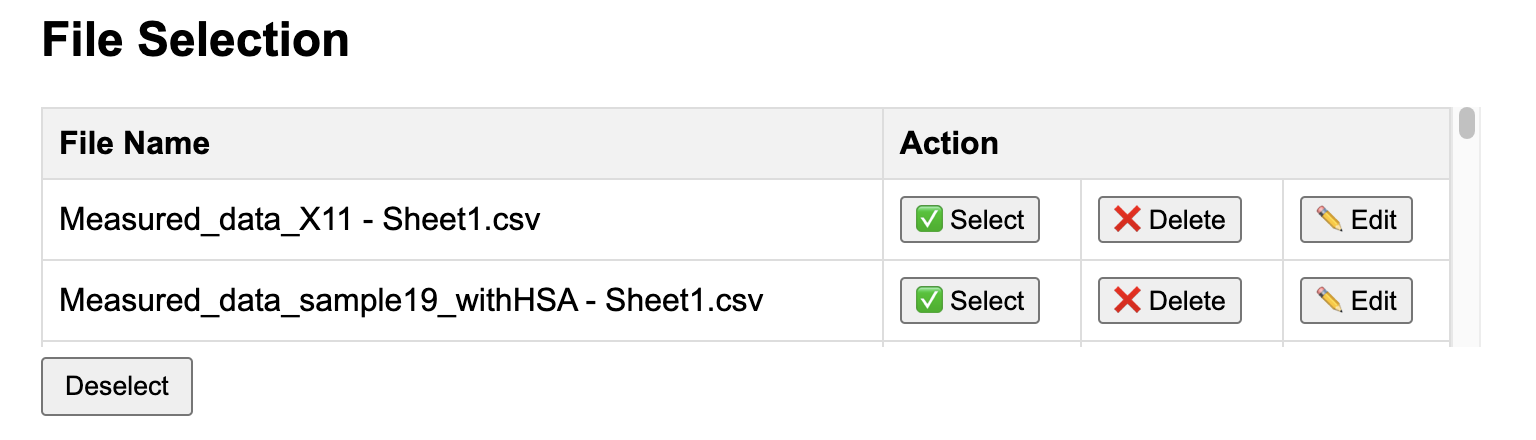 File Selection
File Name Action
Measured_data_X11 - Sheet1.csv ✅ Select ❌ Delete ✏️ Edit
Measured_data_sample19_withHSA - Sheet1.csv ✅ Select ❌ Delete ✏️ Edit
Deselect